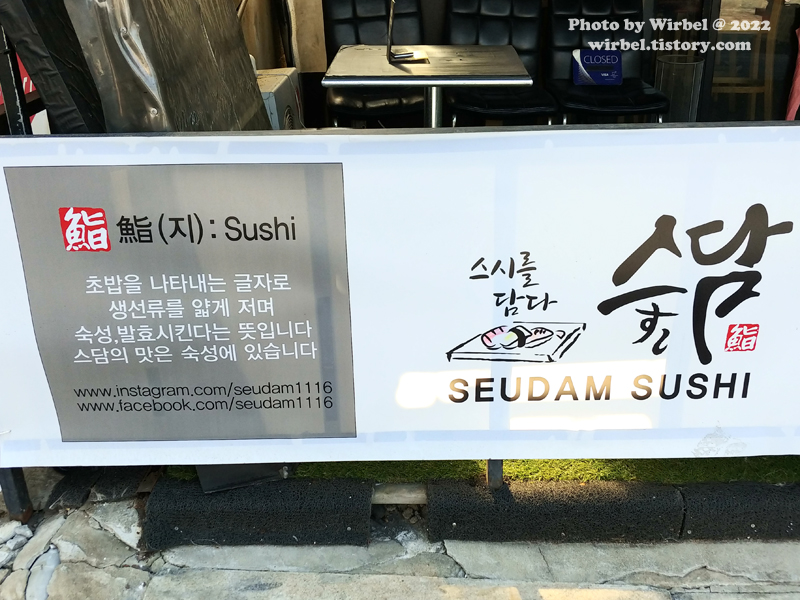 Photo by Wirbel @ 2022
wirbel.tistory.com
CLOSED
VISA
鮨 鮨(지) : Sushi
초밥을 나타내는 글자로
생선류를 얇게 저며
숙성,발효시킨다는 뜻입니다
스담의 맛은 숙성에 있습니다
www.instagram.com/seudam1116
www.facebook.com/seudam1116
스시를
담다
스담
すし
鮨
SEUDAM SUSHI